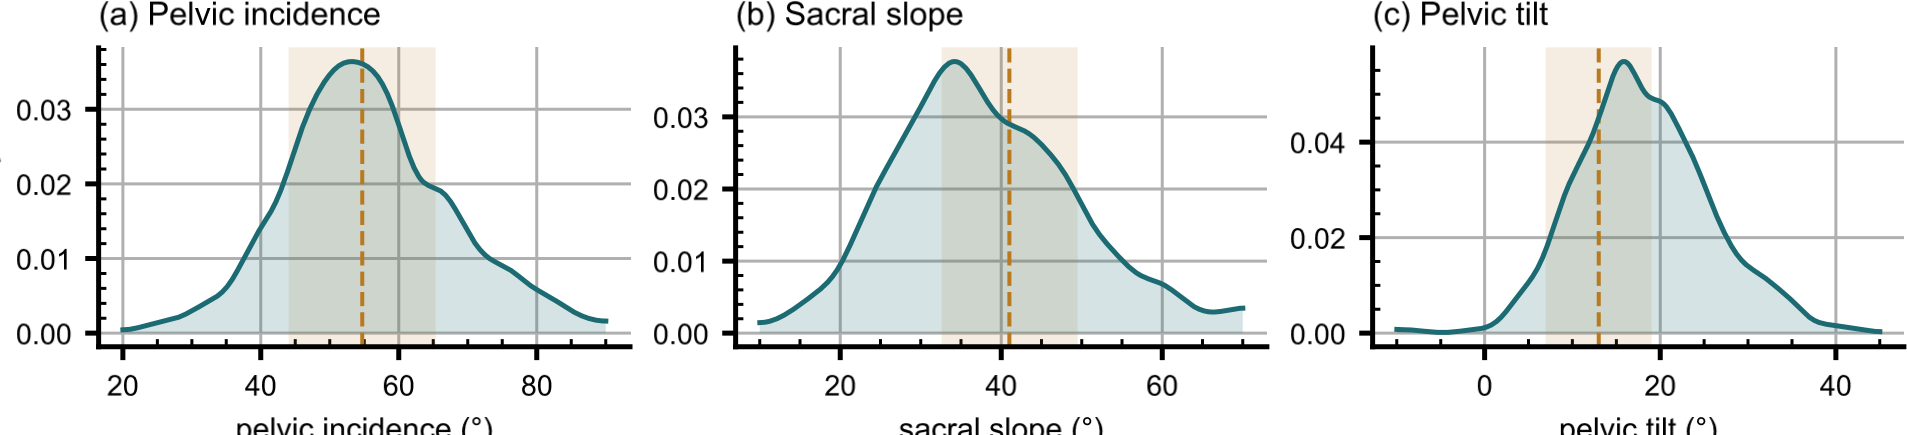 (a) Pelvic incidence
0.03
0.02
0.01
0.00
20 40 60 80
pelvic incidence (°)
(b) Sacral slope
0.03
0.02
0.01
0.00
20 40 60
sacral slope (°)
(c) Pelvic tilt
0.04
0.02
0.00
0 20 40
pelvic tilt (°)